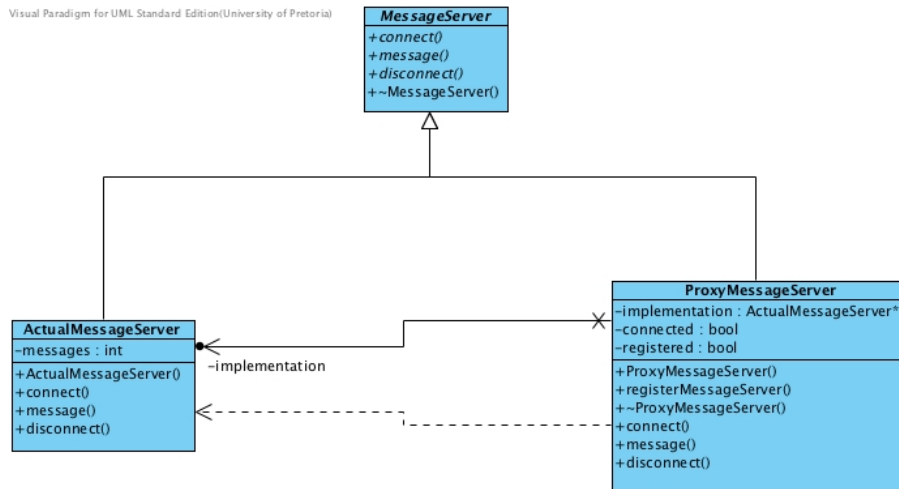 Visual Paradigm for UML Standard Edition(University of Pretoria)
MessageServer
+connect()
+message()
+disconnect()
+~MessageServer()
ActualMessageServer
-messages : int
+ActualMessageServer()
+connect()
+message()
+disconnect()
-implementation
ProxyMessageServer
-implementation : ActualMessageServer*
-connected : bool
-registered : bool
+ProxyMessageServer()
+registerMessageServer()
+~ProxyMessageServer()
+connect()
+message()
+disconnect()